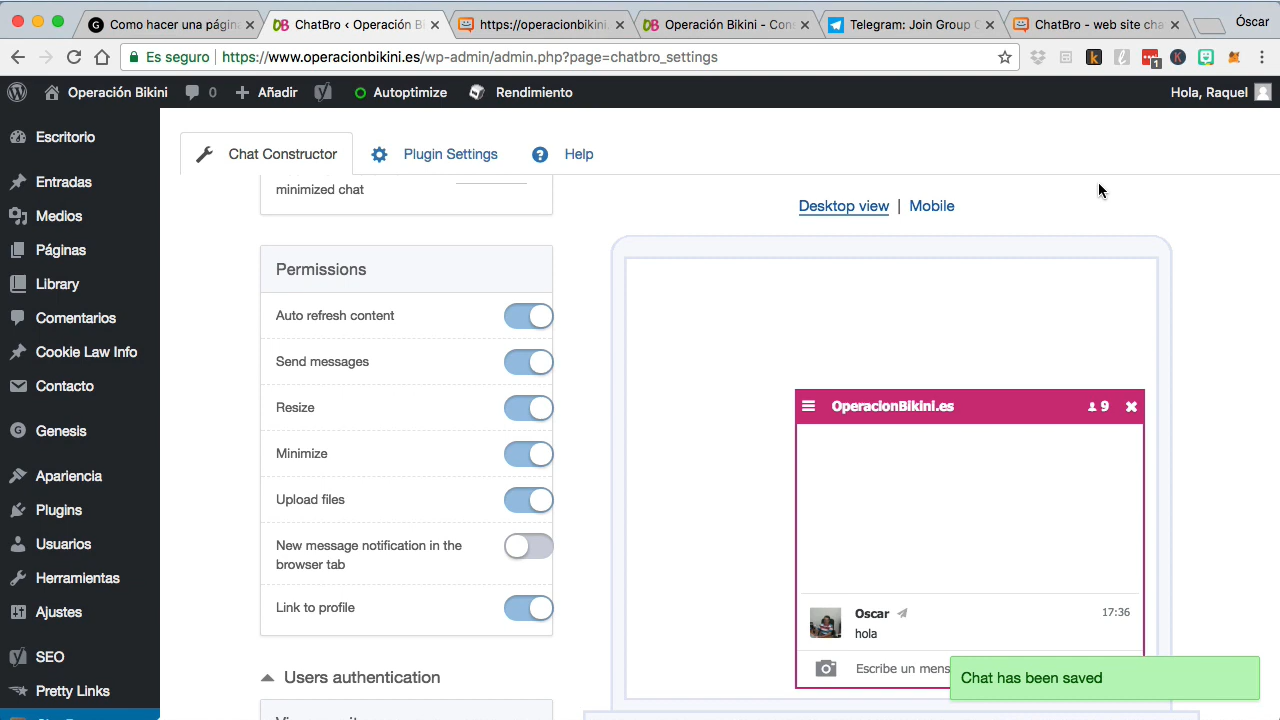 Como hacer una págin
ChatBro ‹ Operación B
https://operacionbikini.
Operación Bikini - Con
Telegram: Join Group C
ChatBro - web site cha
Óscar
Es seguro
https://www.operacionbikini.es/wp-admin/admin.php?page=chatbro_settings
1
Operación Bikini
0
Añadir
Autoptimize
Rendimiento
Hola, Raquel
Escritorio
Entradas
Medios
Páginas
Library
Comentarios
Cookie Law Info
Contacto
Genesis
Apariencia
Plugins
Usuarios
Herramientas
Ajustes
SEO
Pretty Links
Chat Constructor
Plugin Settings
Help
minimized chat
Permissions
Auto refresh content
Send messages
Resize
Minimize
Upload files
New message notification in the
browser tab
Link to profile
Users authentication
Desktop view | Mobile
OperacionBikini.es
9
Oscar
17:36
hola
Escribe un mens
Chat has been saved